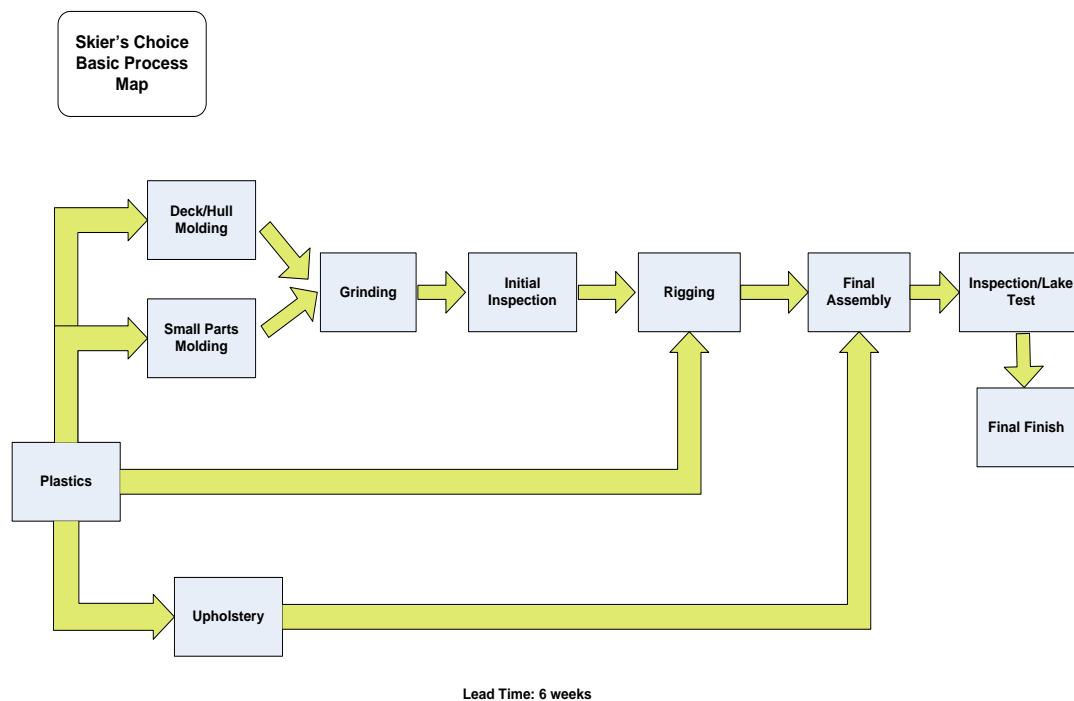 Skier's Choice
Basic Process
Map
Deck/Hull
Molding
Small Parts
Molding
Grinding
Initial
Inspection
Rigging
Final
Assembly
Inspection/Lake
Test
Final Finish
Plastics
Upholstery
Lead Time: 6 weeks